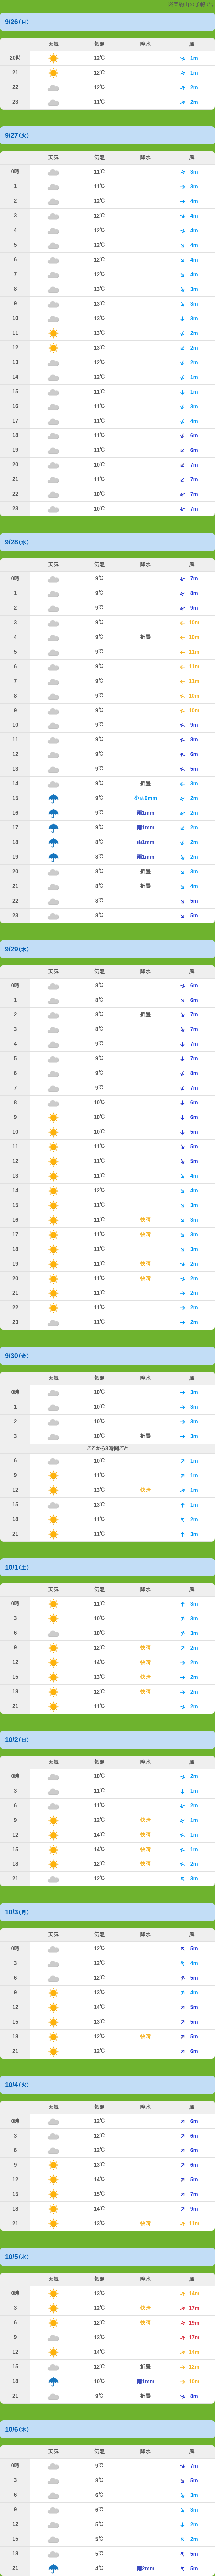 ※乗鞍山の予報です
9/26（月）
天気 気温 降水 風
20時 12℃ 1m
21 12℃ 1m
22 12℃ 2m
23 11℃ 2m
9/27（火）
天気 気温 降水 風
0時 11℃ 3m
1 11℃ 3m
2 12℃ 4m
3 12℃ 4m
4 12℃ 4m
5 12℃ 4m
6 12℃ 4m
7 12℃ 4m
8 13℃ 3m
9 13℃ 3m
10 13℃ 3m
11 13℃ 2m
12 13℃ 2m
13 12℃ 2m
14 12℃ 1m
15 11℃ 1m
16 11℃ 3m
17 11℃ 4m
18 11℃ 6m
19 11℃ 6m
20 10℃ 7m
21 11℃ 7m
22 10℃ 7m
23 10℃ 7m
9/28（水）
天気 気温 降水 風
0時 9℃ 7m
1 9℃ 8m
2 9℃ 9m
3 9℃ 10m
4 9℃ 折曇 10m
5 9℃ 11m
6 9℃ 11m
7 9℃ 11m
8 9℃ 10m
9 9℃ 10m
10 9℃ 9m
11 9℃ 8m
12 9℃ 6m
13 9℃ 5m
14 9℃ 折曇 3m
15 9℃ 小雨0mm 2m
16 9℃ 雨1mm 2m
17 9℃ 雨1mm 2m
18 8℃ 雨1mm 2m
19 8℃ 雨1mm 2m
20 8℃ 折曇 3m
21 8℃ 折曇 4m
22 8℃ 5m
23 8℃ 5m
9/29（木）
天気 気温 降水 風
0時 8℃ 6m
1 8℃ 6m
2 8℃ 折曇 7m
3 8℃ 7m
4 9℃ 7m
5 9℃ 7m
6 9℃ 8m
7 9℃ 7m
8 10℃ 6m
9 10℃ 6m
10 10℃ 5m
11 11℃ 5m
12 11℃ 5m
13 11℃ 4m
14 12℃ 4m
15 11℃ 3m
16 11℃ 快晴 3m
17 11℃ 快晴 3m
18 11℃ 3m
19 11℃ 快晴 2m
20 11℃ 快晴 2m
21 11℃ 2m
22 11℃ 2m
23 11℃ 2m
9/30（金）
天気 気温 降水 風
0時 10℃ 3m
1 10℃ 3m
2 10℃ 3m
3 10℃ 折曇 3m
ここから3時間ごと
6 10℃ 1m
9 11℃ 1m
12 13℃ 快晴 1m
15 13℃ 1m
18 11℃ 2m
21 11℃ 3m
10/1（土）
天気 気温 降水 風
0時 11℃ 3m
3 10℃ 3m
6 10℃ 3m
9 12℃ 快晴 2m
12 14℃ 快晴 2m
15 13℃ 快晴 2m
18 12℃ 快晴 2m
21 11℃ 2m
10/2（日）
天気 気温 降水 風
0時 10℃ 2m
3 11℃ 1m
6 11℃ 2m
9 12℃ 快晴 1m
12 14℃ 快晴 1m
15 14℃ 快晴 1m
18 12℃ 快晴 2m
21 12℃ 3m
10/3（月）
天気 気温 降水 風
0時 12℃ 5m
3 12℃ 4m
6 12℃ 5m
9 13℃ 4m
12 14℃ 5m
15 13℃ 5m
18 12℃ 快晴 5m
21 12℃ 6m
10/4（火）
天気 気温 降水 風
0時 12℃ 6m
3 12℃ 6m
6 12℃ 6m
9 13℃ 6m
12 14℃ 5m
15 15℃ 7m
18 14℃ 9m
21 13℃ 快晴 11m
10/5（水）
天気 気温 降水 風
0時 13℃ 14m
3 12℃ 快晴 17m
6 12℃ 快晴 19m
9 13℃ 17m
12 14℃ 14m
15 12℃ 折曇 12m
18 10℃ 雨1mm 10m
21 9℃ 折曇 8m
10/6（木）
天気 気温 降水 風
0時 9℃ 7m
3 8℃ 5m
6 6℃ 3m
9 6℃ 3m
12 5℃ 2m
15 5℃ 2m
18 5℃ 5m
21 4℃ 雨2mm 5m